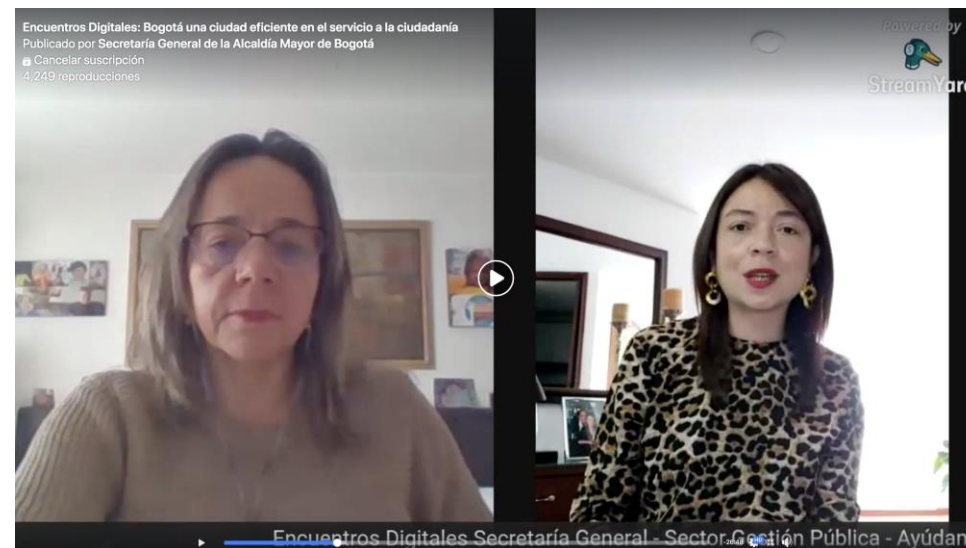 Encuentros Digitales: Bogotá una ciudad eficiente en el servicio a la ciudadanía
Publicado por Secretaría General de la Alcaldía Mayor de Bogotá
Cancelar suscripción
4,249 reproducciones
Powered by
StreamYard
Encuentros Digitales Secretaría General - Sector Gestión Pública - Ayúdan